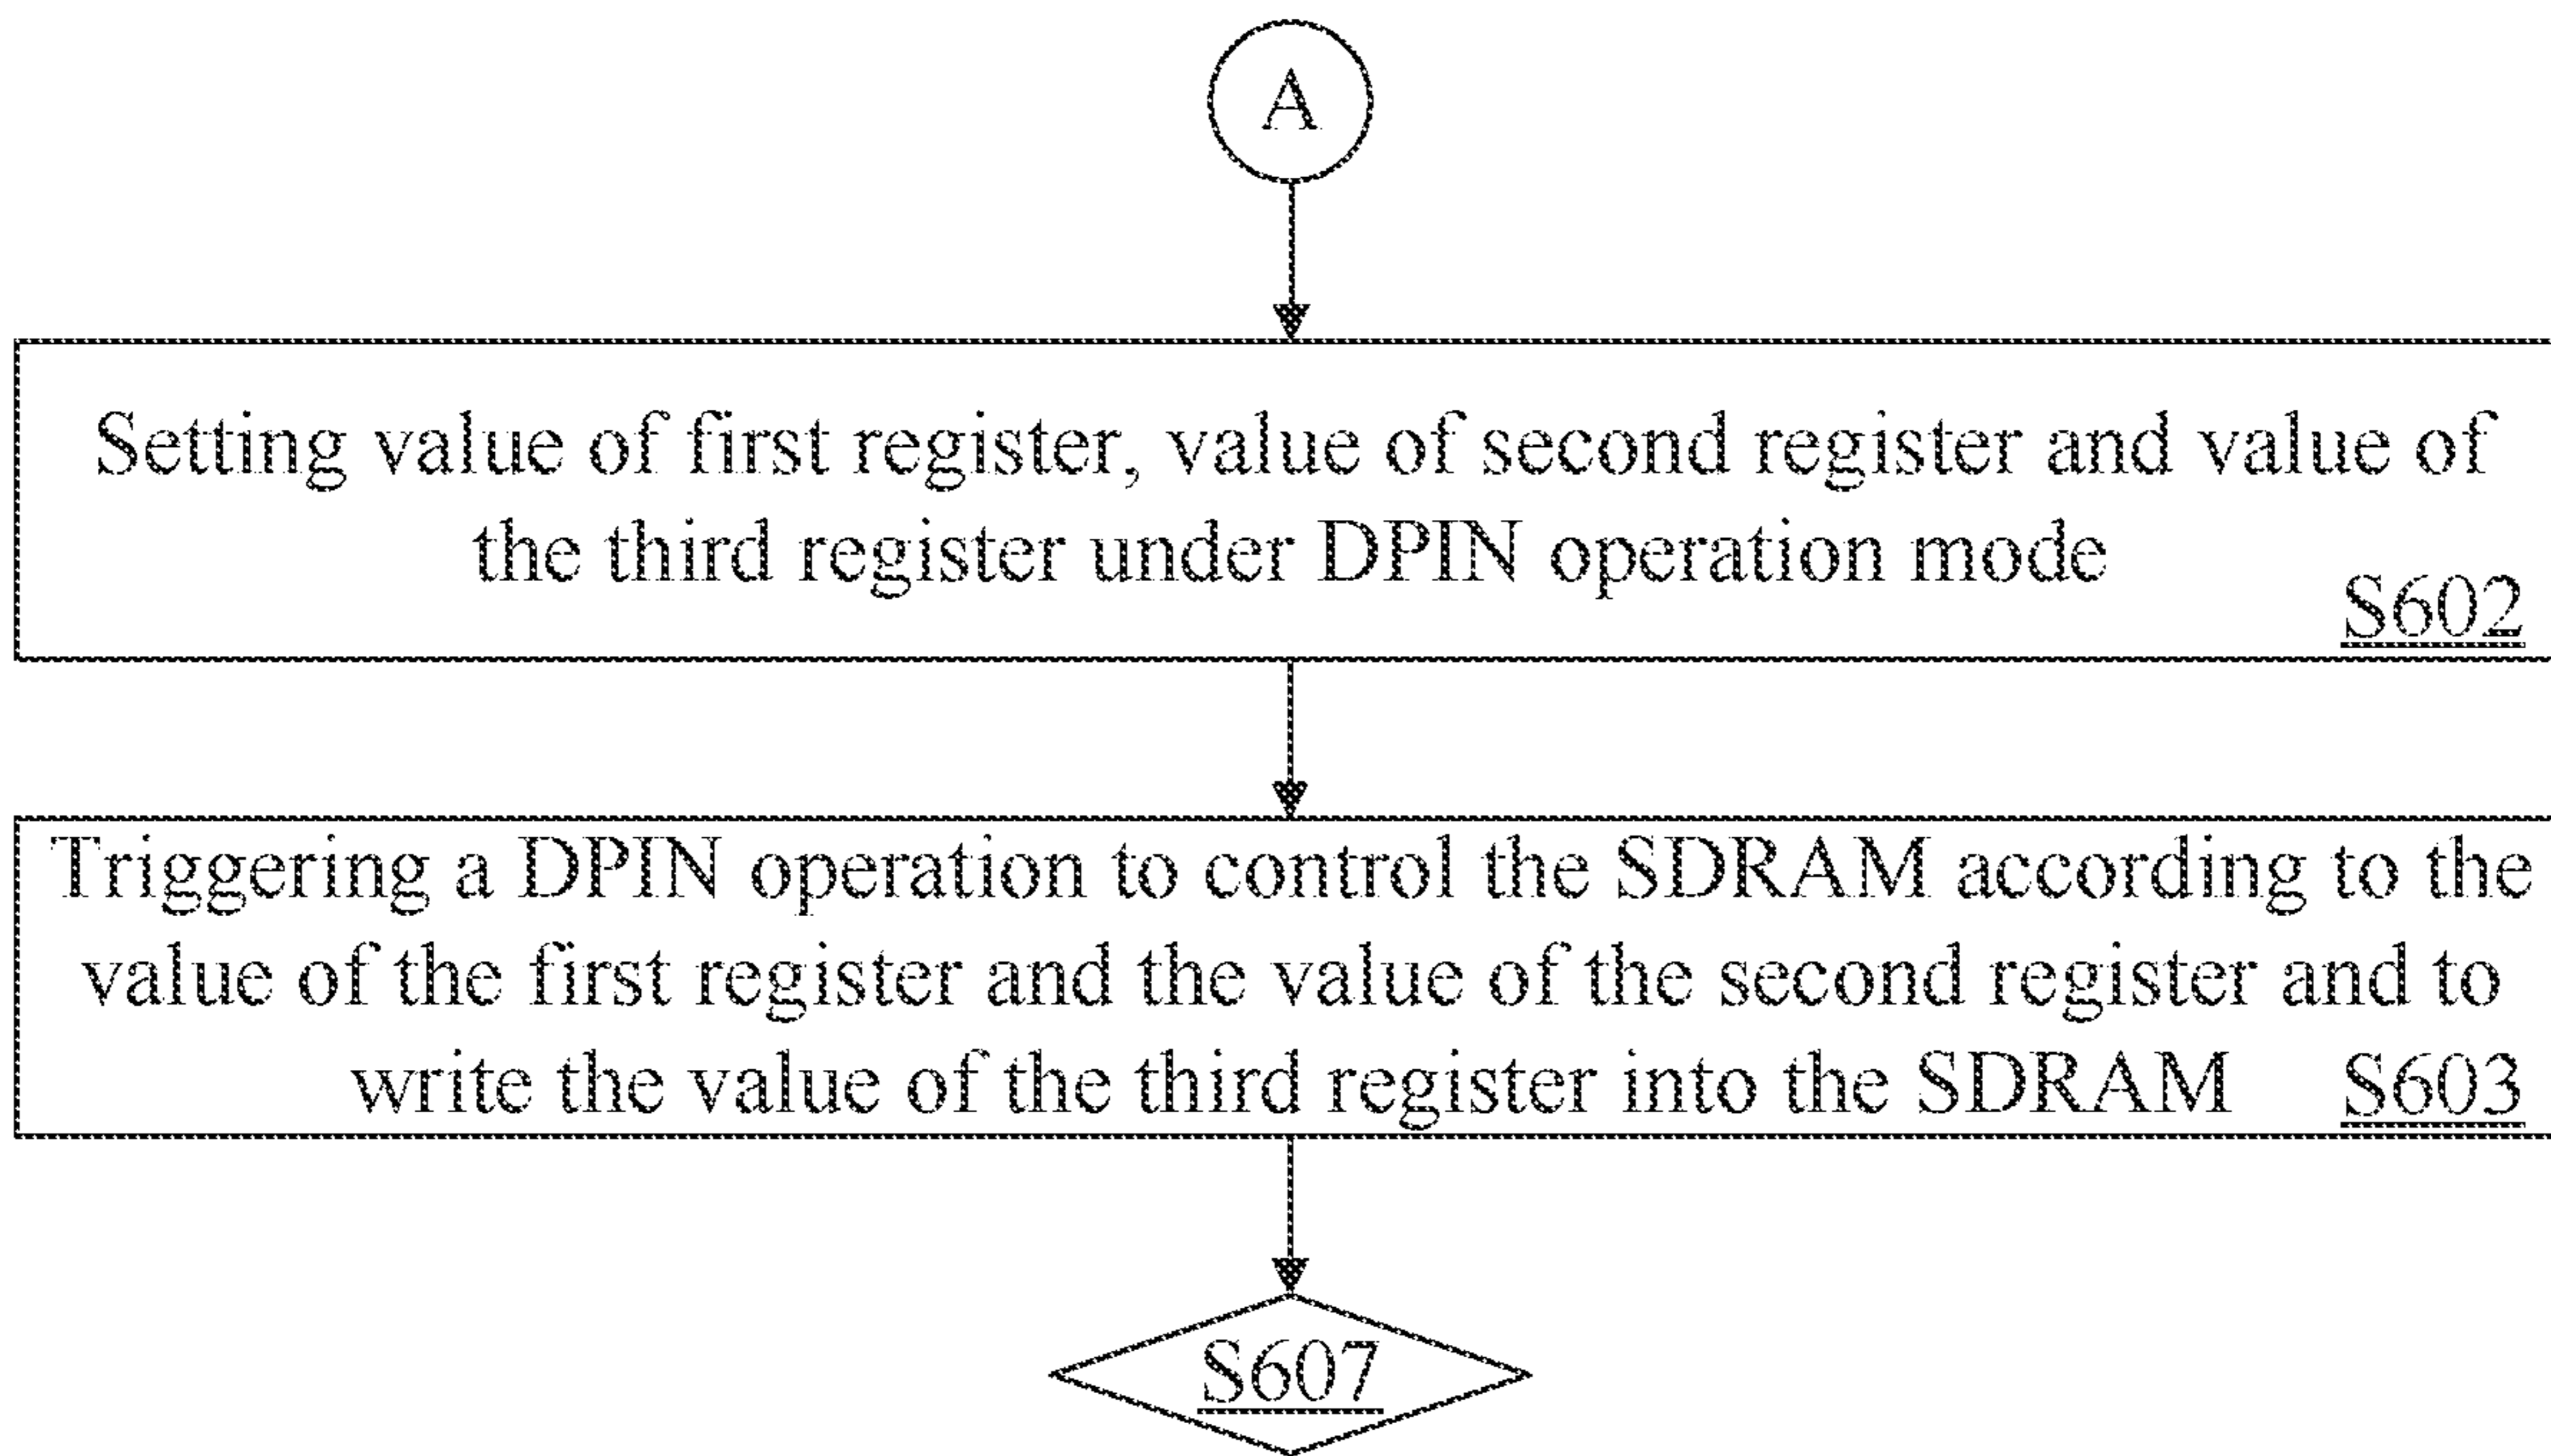 A
Setting value of first register, value of second register and value of
the third register under DPIN operation mode
S602
Triggering a DPIN operation to control the SDRAM according to the
value of the first register and the value of the second register and to
write the value of the third register into the SDRAM S603
S607